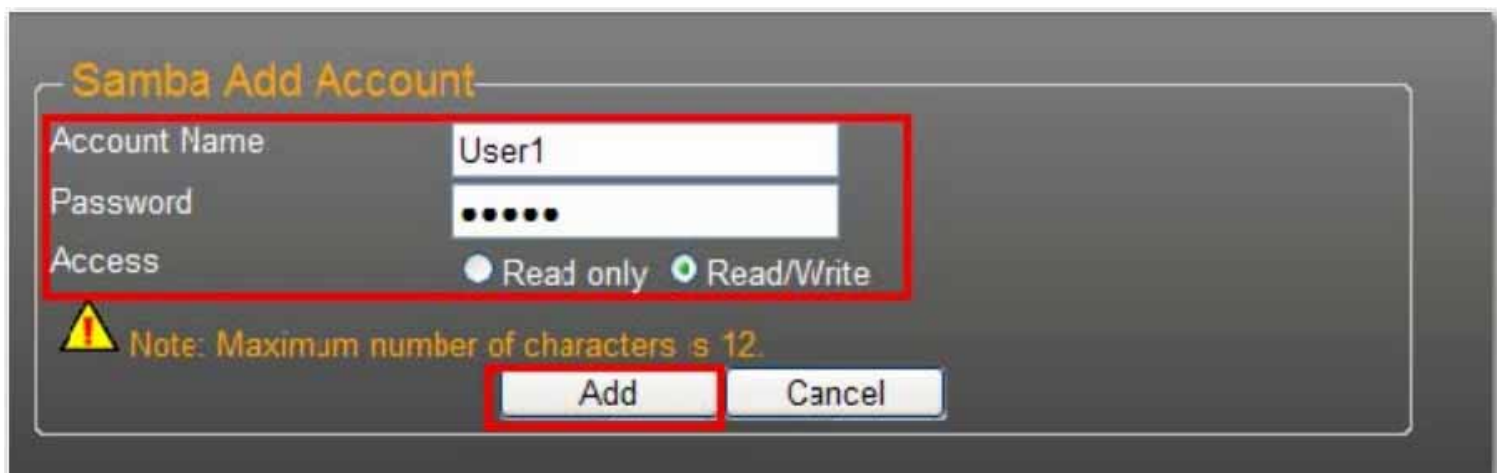 Samba Add Account
Account Name User1
Password •••••
Access Read only Read/Write
Note: Maximum number of characters is 12.
Add Cancel